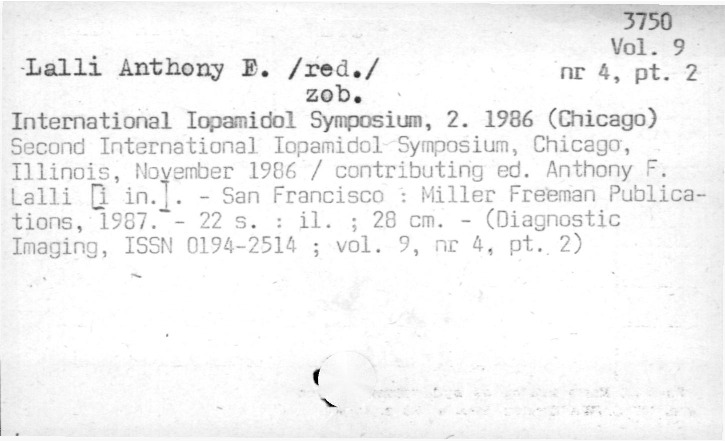 3750
Vol. 9
Lalli Anthony E. /red./ nr 4, pt. 2
zob.
International Iopamidol Symposium, 2. 1986 (Chicago)
Second International Iopamidol Symposium, Chicago,
Illinois, November 1986 / contributing ed. Anthony F.
Lalli [i in.]. - San Francisco : Miller Freeman Publica-
tions, 1987. - 22 s. : il. ; 28 cm. - (Diagnostic
Imaging, ISSN 0194-2514 ; vol. 9, nr 4, pt. 2)